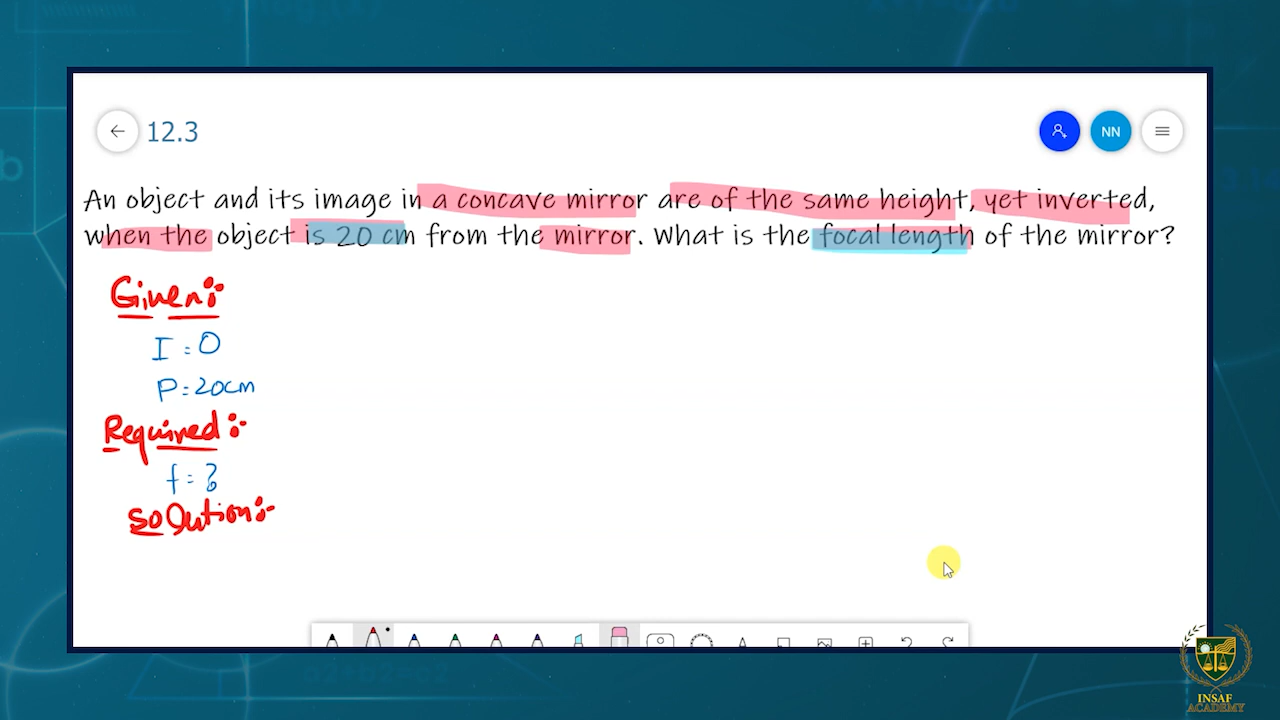 12.3
NN
An object and its image in a concave mirror are of the same height, yet inverted,
when the object is 20 cm from the mirror. What is the focal length of the mirror?
Given:-
I = O
P = 20cm
Required:-
f = ?
Solution:-
INSAF
ACADEMY